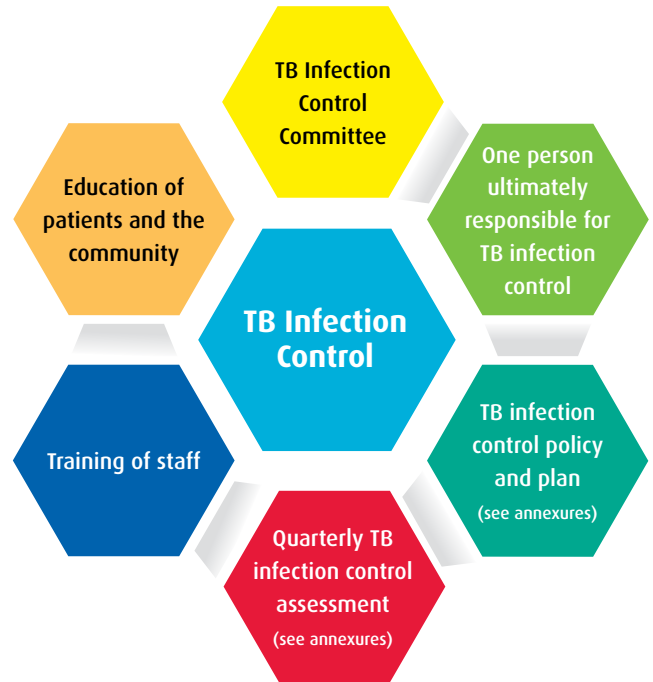 TB Infection
Control
Committee
One person
ultimately
responsible for
TB infection
control
TB infection
control policy
and plan
(see annexures)
Quarterly TB
infection control
assessment
(see annexures)
Training of staff
Education of
patients and the
community
TB Infection
Control